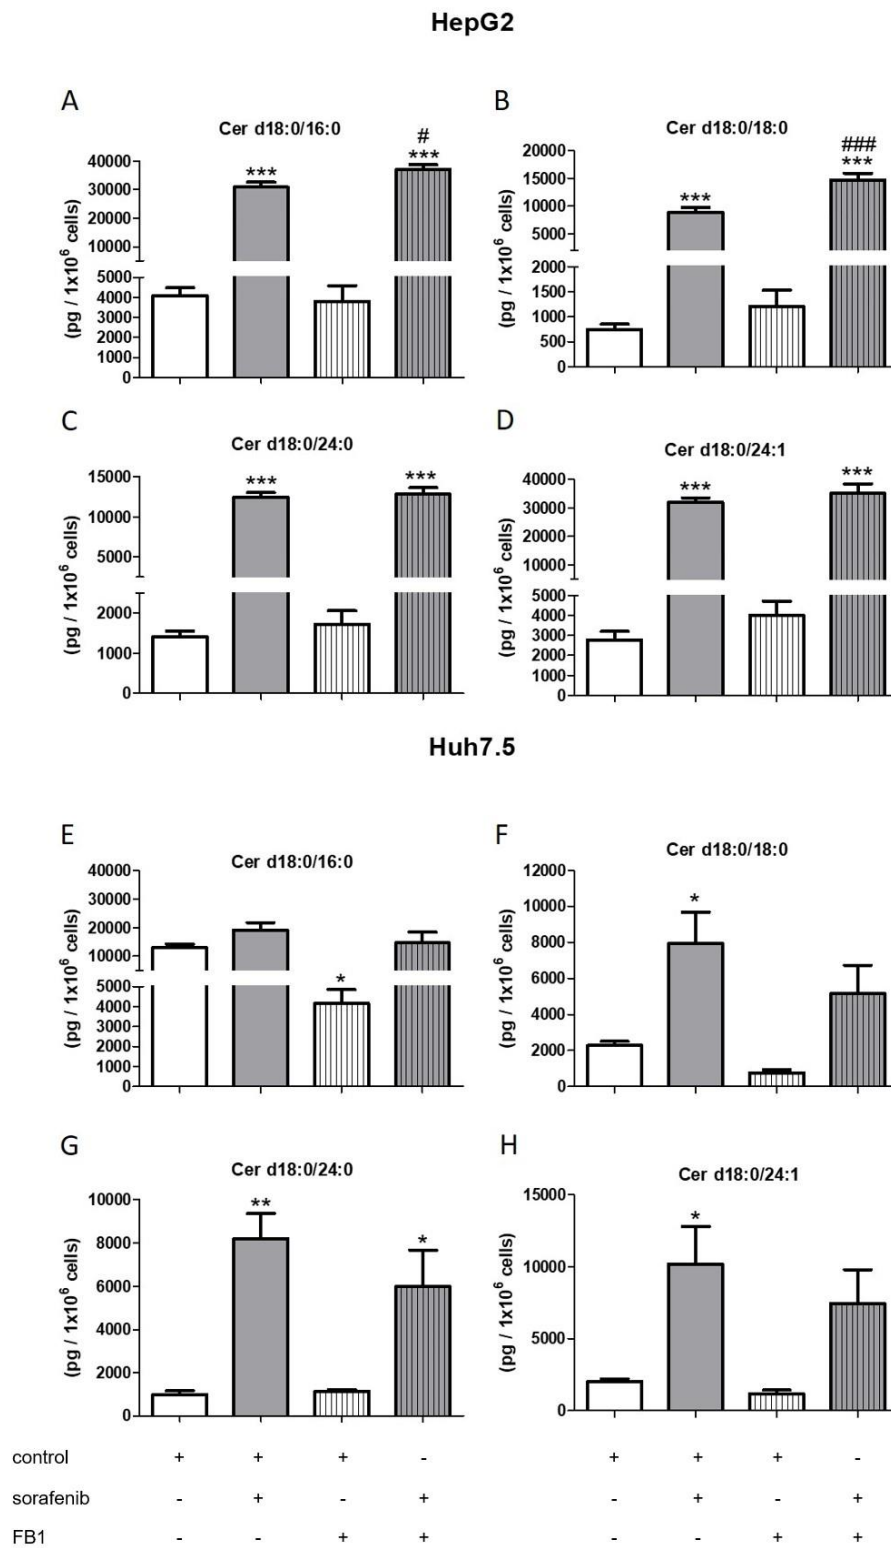 HepG2
A
Cer d18:0/16:0
(pg / 1x10⁶ cells)
40000
30000
20000
10000
5000
4000
3000
2000
1000
0
***
#
***
B
Cer d18:0/18:0
(pg / 1x10⁶ cells)
20000
15000
10000
5000
2000
1500
1000
500
0
***
###
***
C
Cer d18:0/24:0
(pg / 1x10⁶ cells)
15000
10000
5000
2000
1000
0
***
***
D
Cer d18:0/24:1
(pg / 1x10⁶ cells)
40000
30000
20000
10000
5000
4000
3000
2000
1000
0
***
***
Huh7.5
E
Cer d18:0/16:0
(pg / 1x10⁶ cells)
40000
30000
20000
10000
5000
4000
3000
2000
1000
0
*
F
Cer d18:0/18:0
(pg / 1x10⁶ cells)
12000
10000
8000
6000
4000
2000
0
*
G
Cer d18:0/24:0
(pg / 1x10⁶ cells)
10000
8000
6000
4000
2000
0
**
*
H
Cer d18:0/24:1
(pg / 1x10⁶ cells)
15000
10000
5000
0
*
control + + + - + + + -
sorafenib - + - + - + - +
FB1 - - + + - - + +